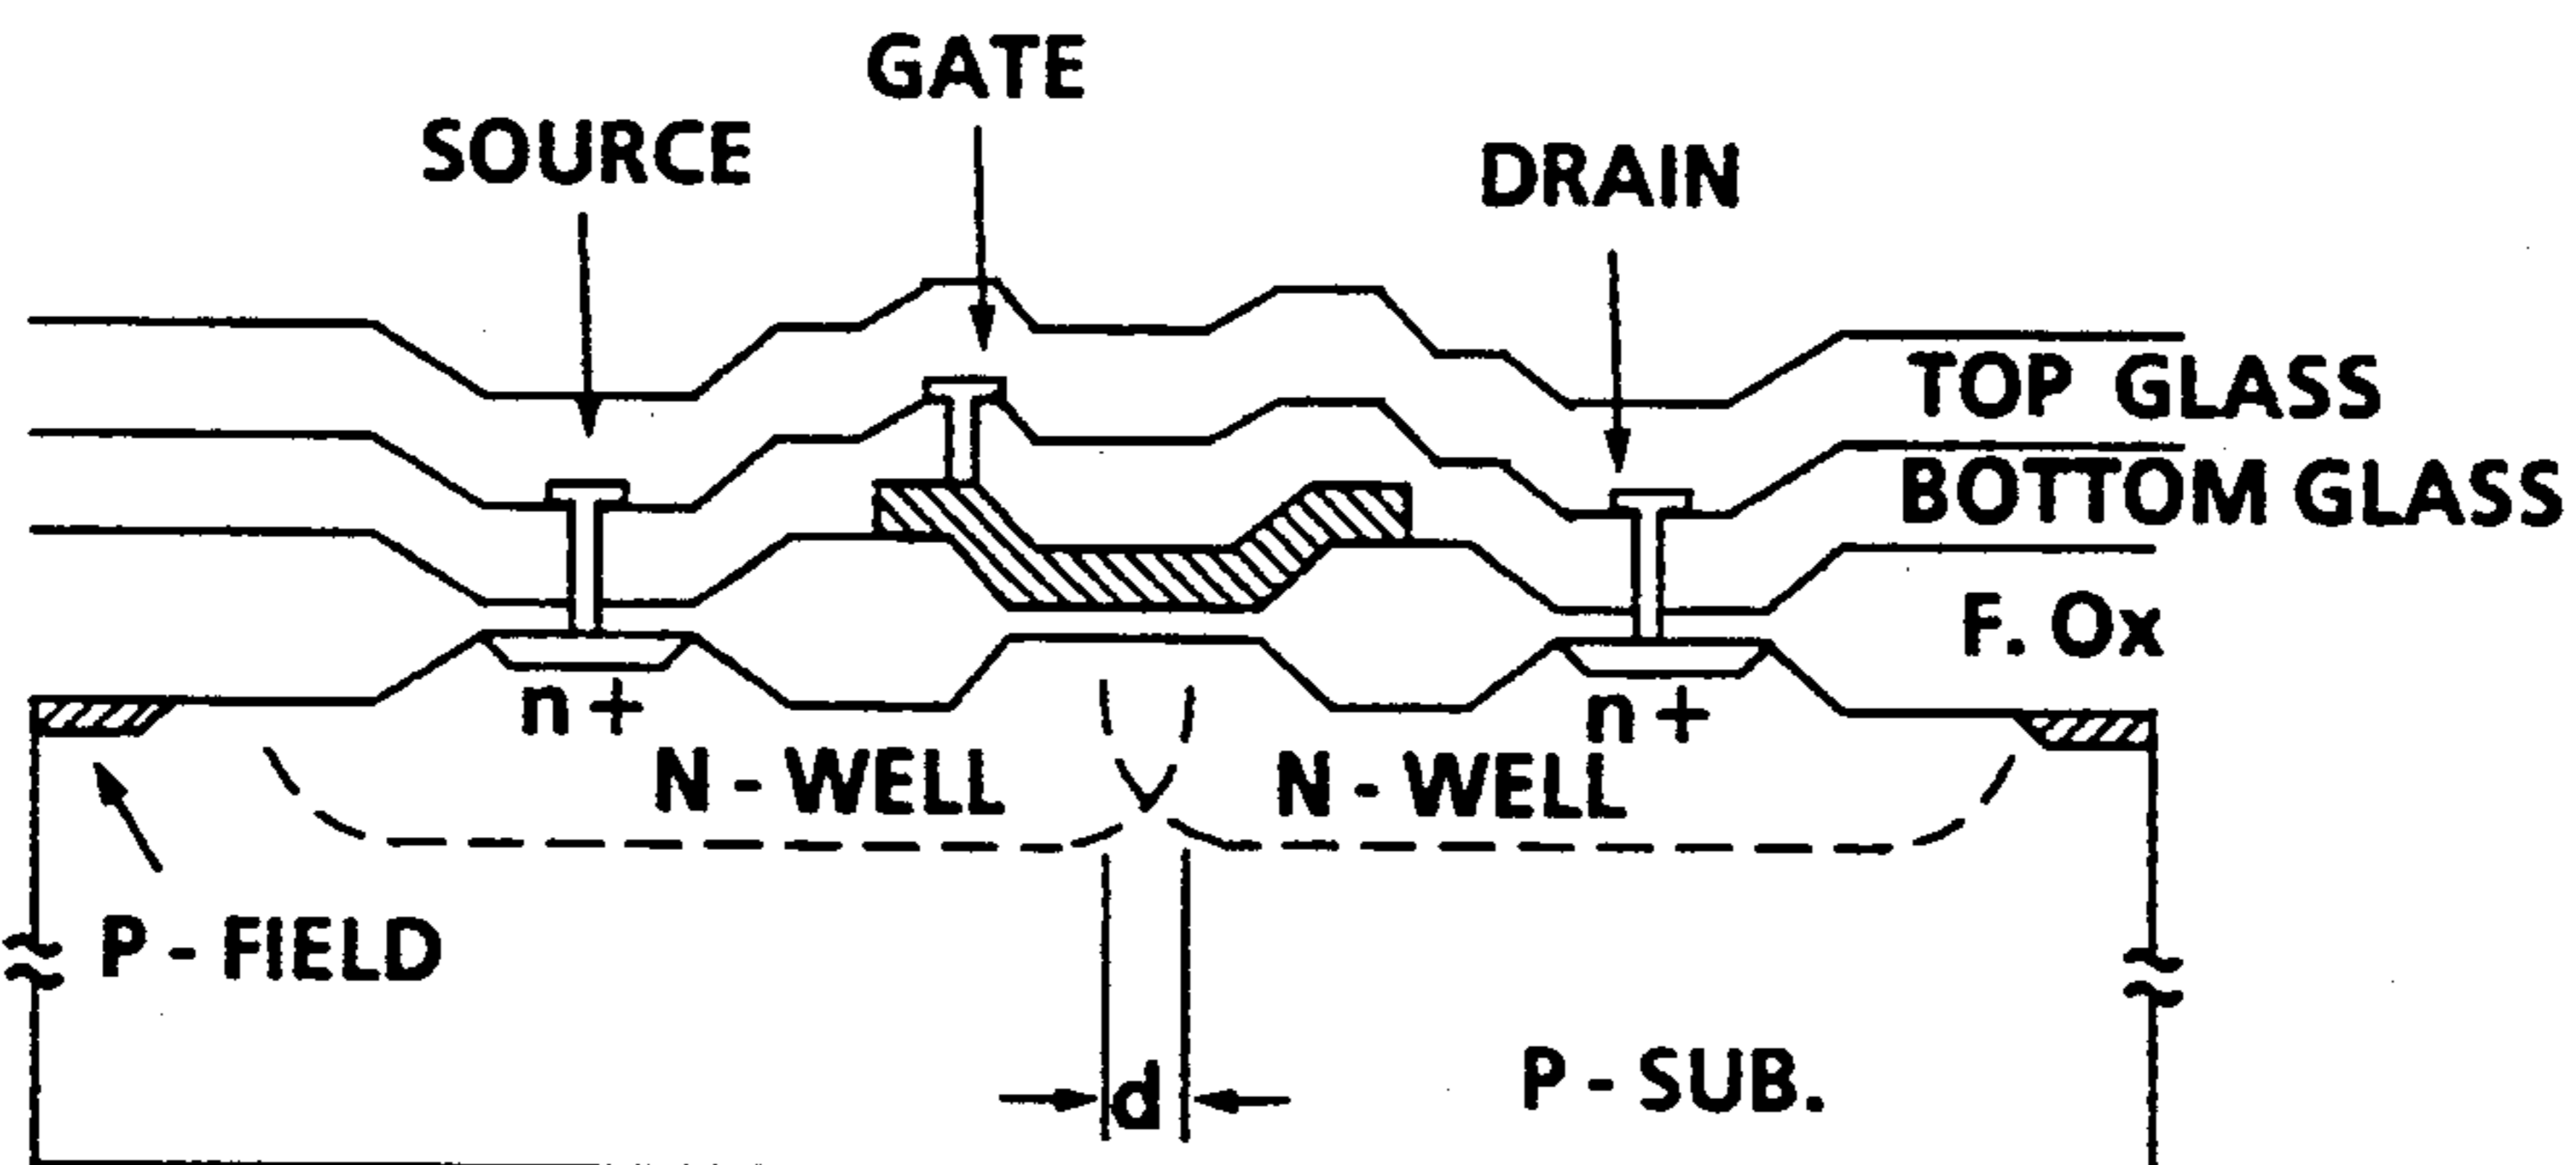 GATE
SOURCE
DRAIN
TOP GLASS
BOTTOM GLASS
F. Ox
n+
n+
N - WELL
N - WELL
P - FIELD
d
P - SUB.